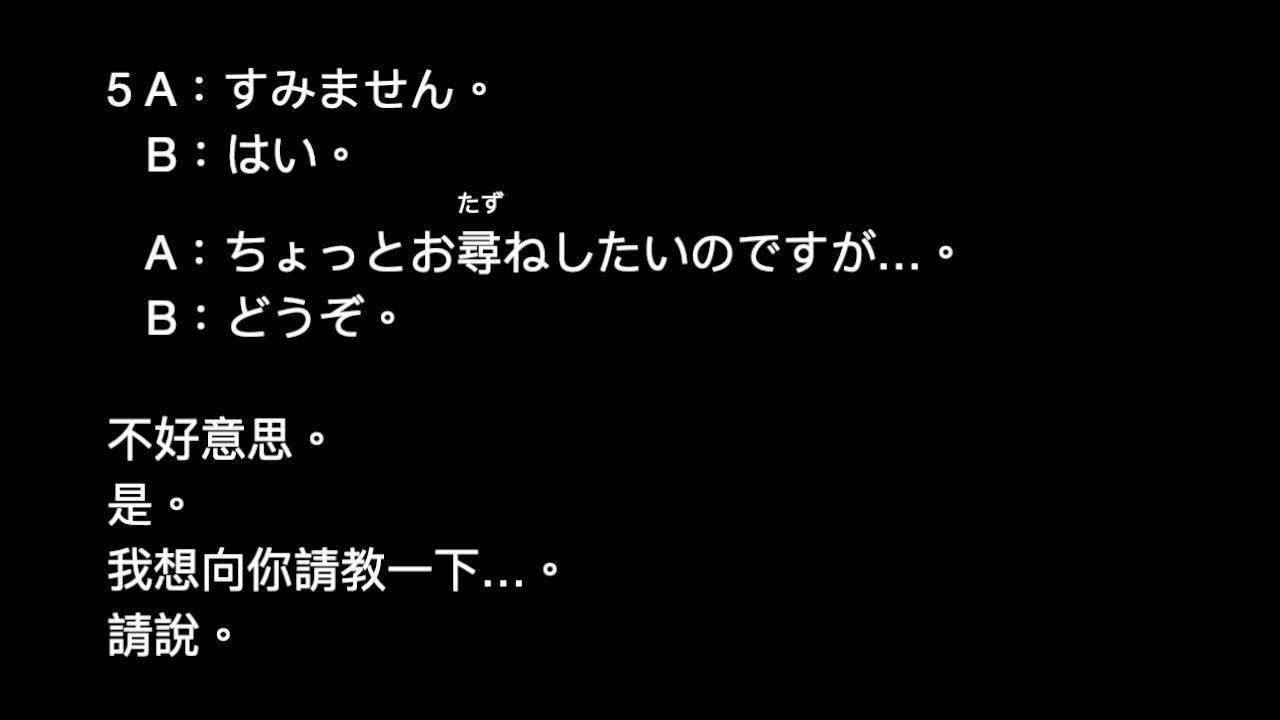 5 A：すみません。
B：はい。
たず
A：ちょっとお尋ねしたいのですが…。
B：どうぞ。
不好意思。
是。
我想向你請教一下…。
請說。